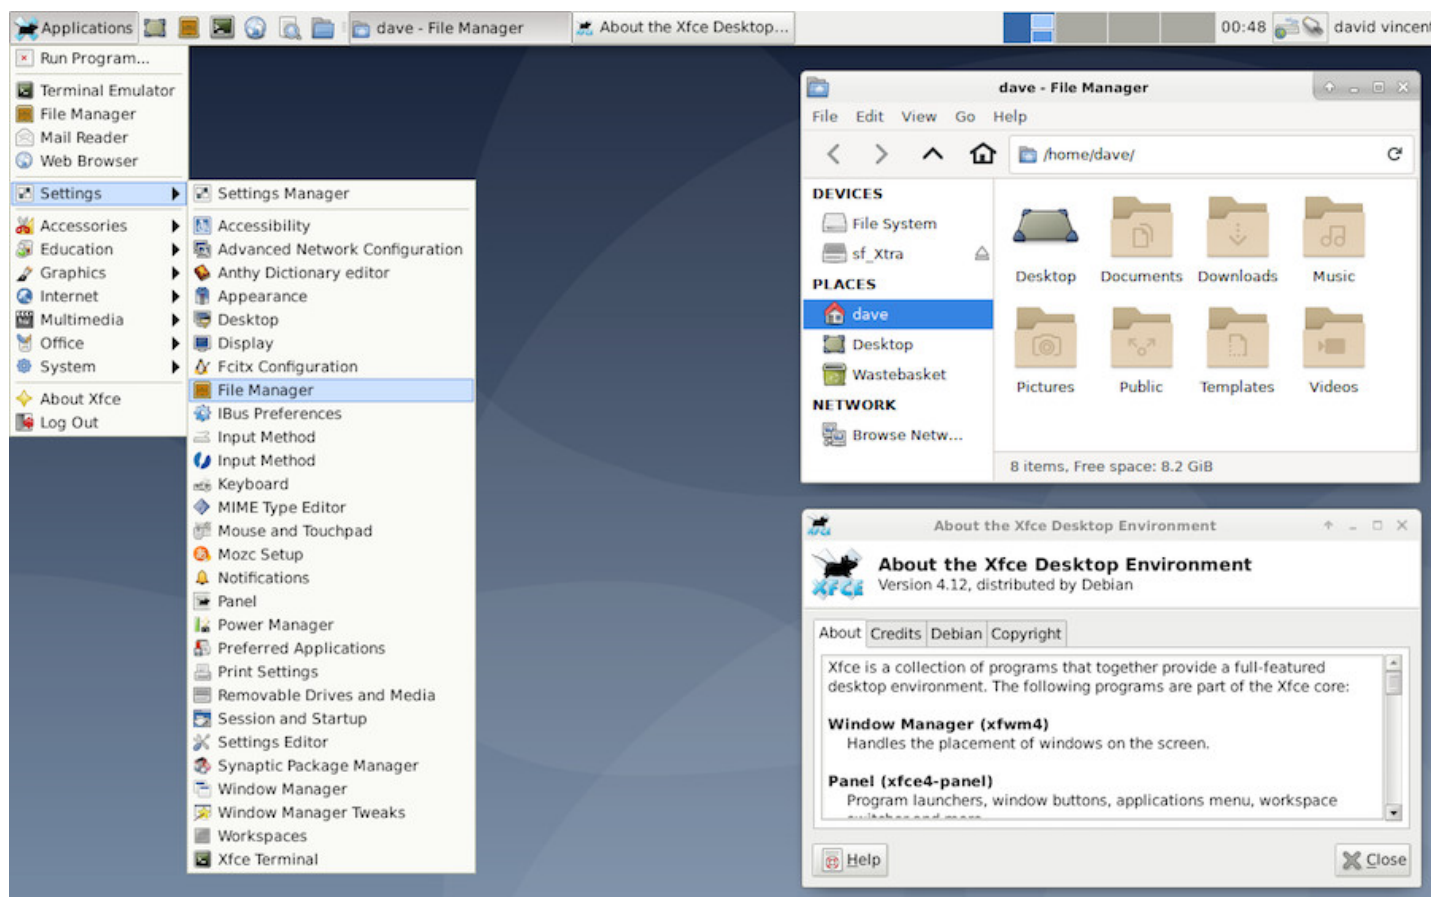 Applications
dave - File Manager
About the Xfce Desktop...
00:48
david vincent
Run Program...
Terminal Emulator
File Manager
Mail Reader
Web Browser
Settings
Accessories
Education
Graphics
Internet
Multimedia
Office
System
About Xfce
Log Out
Settings Manager
Accessibility
Advanced Network Configuration
Anthy Dictionary editor
Appearance
Desktop
Display
Fcitx Configuration
File Manager
IBus Preferences
Input Method
Input Method
Keyboard
MIME Type Editor
Mouse and Touchpad
Mozc Setup
Notifications
Panel
Power Manager
Preferred Applications
Print Settings
Removable Drives and Media
Session and Startup
Settings Editor
Synaptic Package Manager
Window Manager
Window Manager Tweaks
Workspaces
Xfce Terminal
dave - File Manager
File Edit View Go Help
/home/dave/
DEVICES
File System
sf_Xtra
PLACES
dave
Desktop
Wastebasket
NETWORK
Browse Netw...
Desktop Documents Downloads Music
Pictures Public Templates Videos
8 items, Free space: 8.2 GiB
About the Xfce Desktop Environment
XFCE
About the Xfce Desktop Environment
Version 4.12, distributed by Debian
About Credits Debian Copyright
Xfce is a collection of programs that together provide a full-featured
desktop environment. The following programs are part of the Xfce core:
Window Manager (xfwm4)
Handles the placement of windows on the screen.
Panel (xfce4-panel)
Program launchers, window buttons, applications menu, workspace
Help
Close